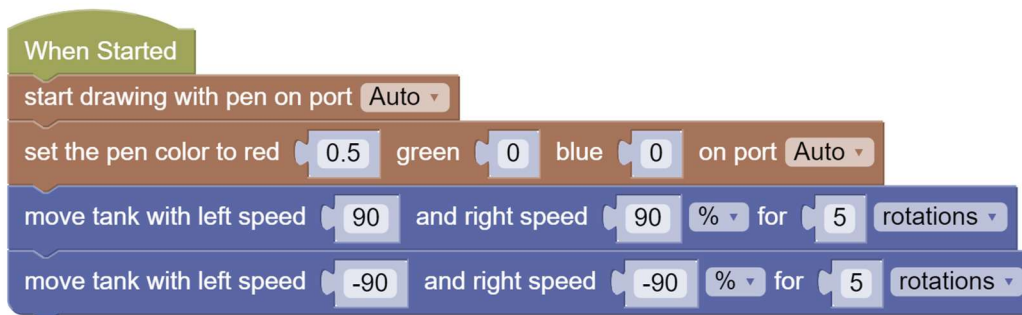 When Started
start drawing with pen on port Auto
set the pen color to red 0.5 green 0 blue 0 on port Auto
move tank with left speed 90 and right speed 90 % for 5 rotations
move tank with left speed -90 and right speed -90 % for 5 rotations